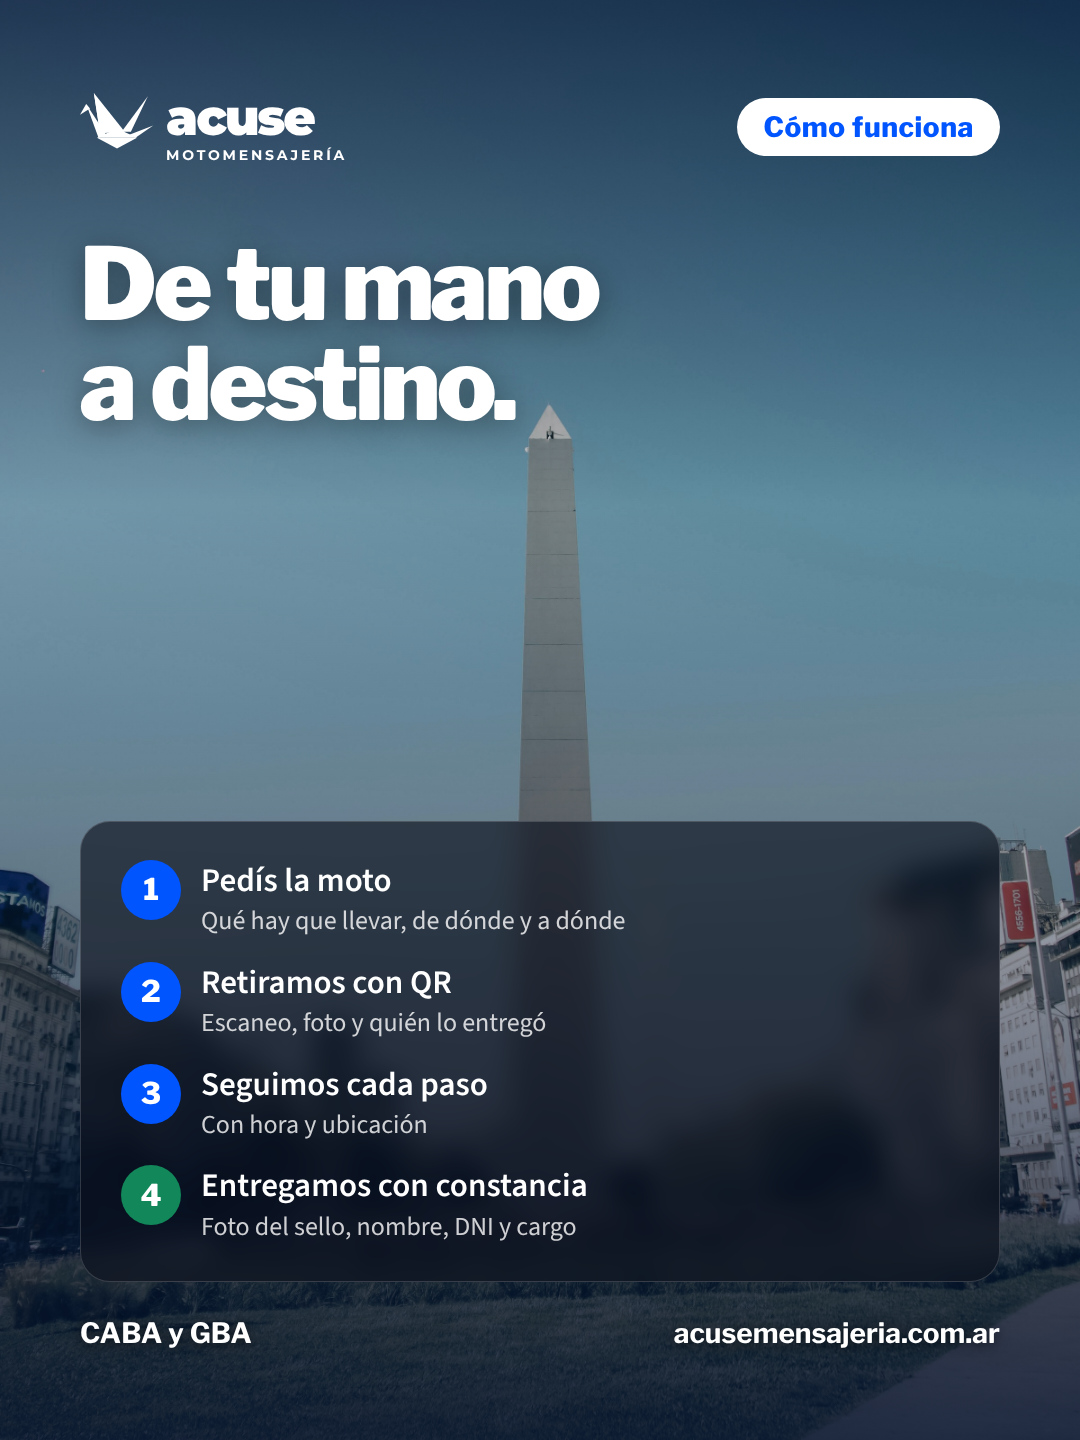 acuse
MOTOMENSAJERÍA
Cómo funciona
De tu mano
a destino.
1
Pedís la moto
Qué hay que llevar, de dónde y a dónde
2
Retiramos con QR
Escaneo, foto y quién lo entregó
3
Seguimos cada paso
Con hora y ubicación
4
Entregamos con constancia
Foto del sello, nombre, DNI y cargo
4556-1701
CABA y GBA
acusemensajeria.com.ar